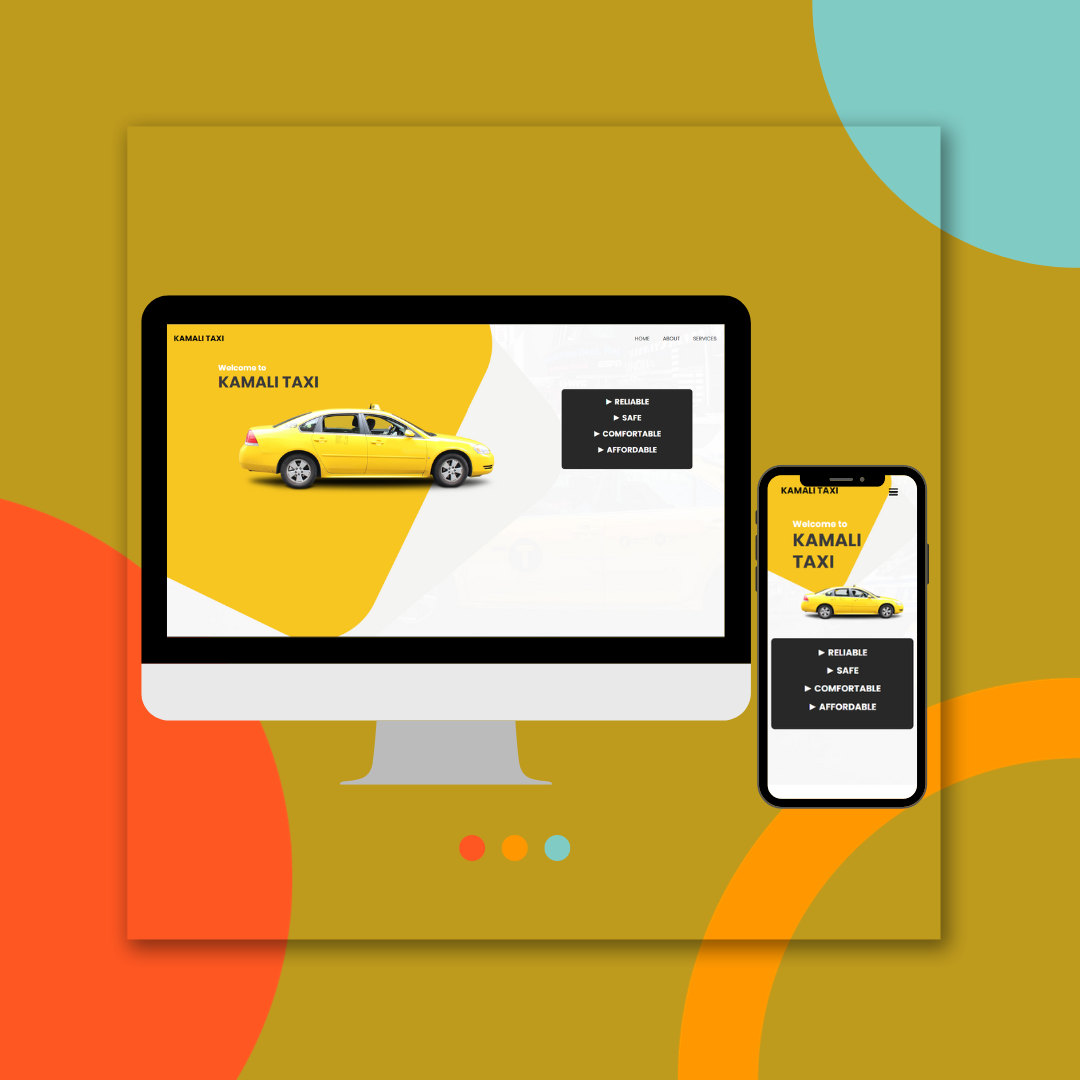 KAMALI TAXI
HOME ABOUT SERVICES
Welcome to
KAMALI TAXI
► RELIABLE
► SAFE
► COMFORTABLE
► AFFORDABLE
KAMALI TAXI
Welcome to
KAMALI
TAXI
► RELIABLE
► SAFE
► COMFORTABLE
► AFFORDABLE